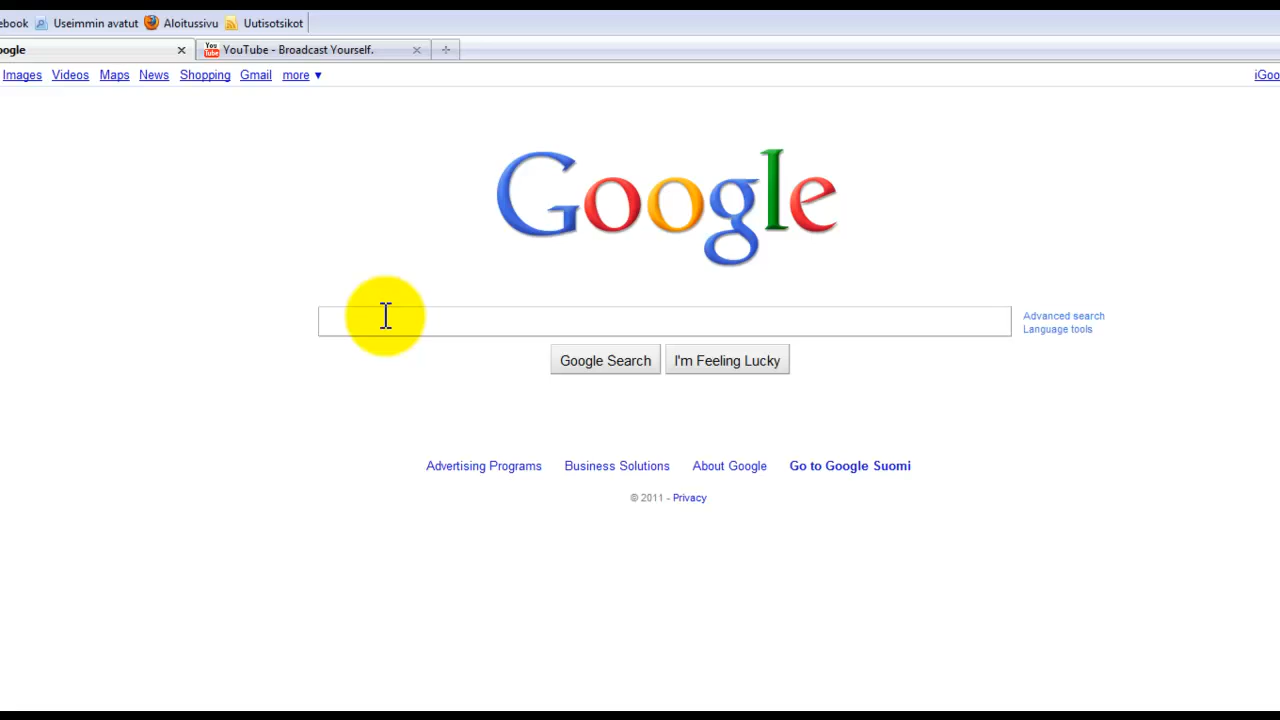 ebook Useimmin avatut Aloitussivu Uutisotsikot
oogle YouTube - Broadcast Yourself.
Images Videos Maps News Shopping Gmail more ▼ iGoo
Google
Advanced search
Language tools
Google Search I'm Feeling Lucky
Advertising Programs Business Solutions About Google Go to Google Suomi
© 2011 - Privacy